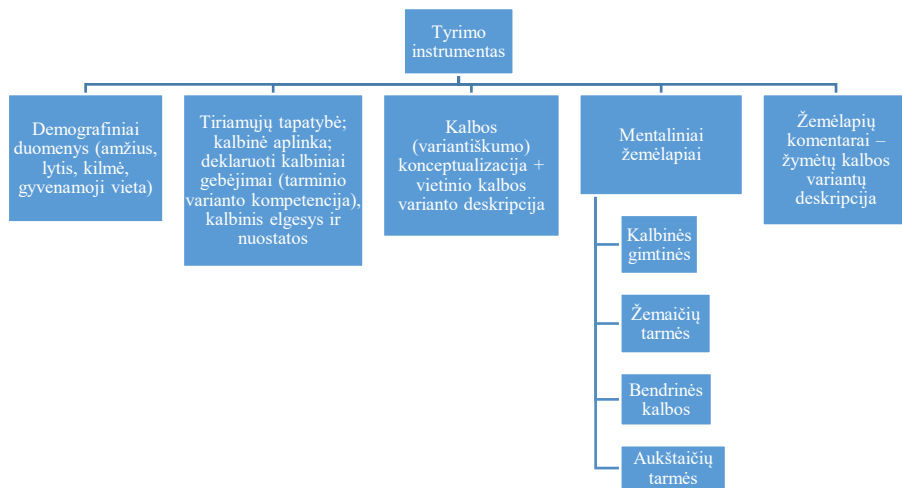 Tyrimo
instrumentas
Demografiniai
duomenys (amžius,
lytis, kilmė,
gyvenamoji vieta)
Tiriamųjų tapatybė;
kalbinė aplinka;
deklaruoti kalbiniai
gebėjimai (tarminio
varianto kompetencija),
kalbinis elgesys ir
nuostatos
Kalbos
(variantiškumo)
konceptualizacija +
vietinio kalbos
varianto deskripcija
Mentaliniai
žemėlapiai
Žemėlapių
komentarai –
žymėtų kalbos
variantų
deskripcija
Kalbinės
gimtinės
Žemaičių
tarmės
Bendrinės
kalbos
Aukštaičių
tarmės